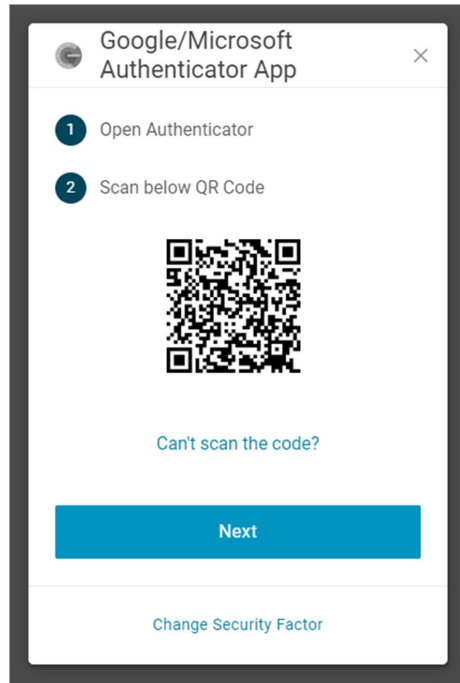 Google/Microsoft
Authenticator App
1 Open Authenticator
2 Scan below QR Code
Can't scan the code?
Next
Change Security Factor